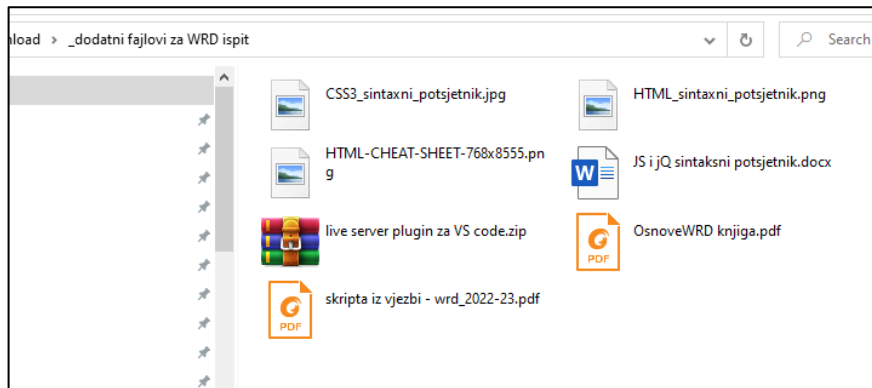 nload > _dodatni fajlovi za WRD ispit
Search
CSS3_sintaxni_potsjetnik.jpg
HTML_sintaxni_potsjetnik.png
HTML-CHEAT-SHEET-768x8555.pn
g
JS i jQ sintaksni potsjetnik.docx
W
live server plugin za VS code.zip
OsnoveWRD knjiga.pdf
PDF
skripta iz vjezbi - wrd_2022-23.pdf
PDF